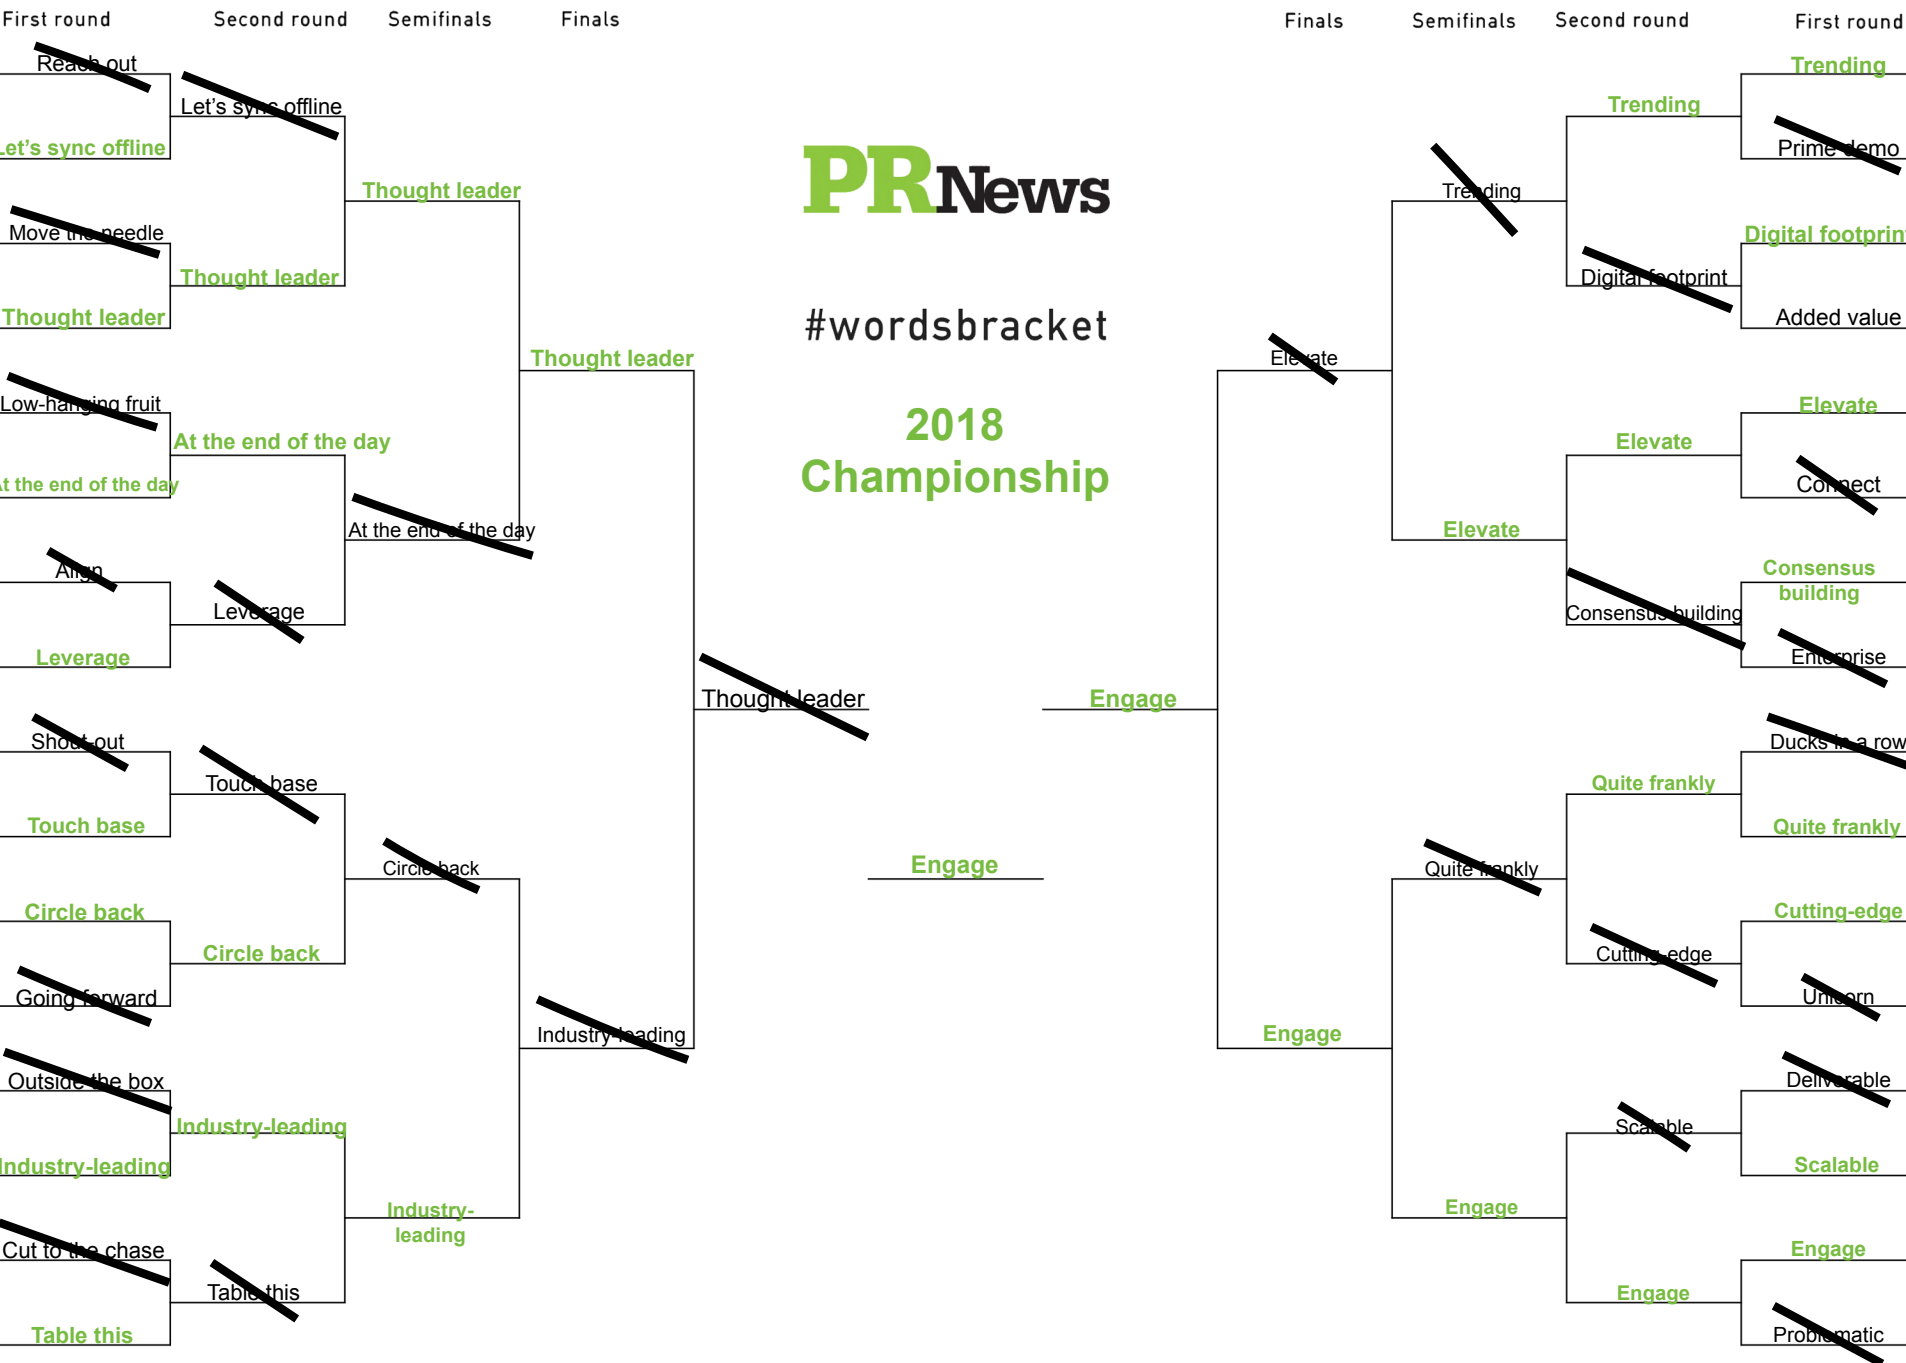 First round
Second round
Semifinals
Finals
Finals
Semifinals
Second round
First round
Reach out
Let's sync offline
Move the needle
Thought leader
Low-hanging fruit
At the end of the day
Align
Leverage
Shout-out
Touch base
Circle back
Going forward
Outside the box
Industry-leading
Cut to the chase
Table this
Let's sync offline
Thought leader
At the end of the day
Leverage
Touch base
Circle back
Industry-leading
Table this
Thought leader
At the end of the day
Circle back
Industry-
leading
Thought leader
Industry-leading
Thought leader
PRNews
#wordsbracket
2018
Championship
Engage
Engage
Elevate
Engage
Trending
Elevate
Quite frankly
Engage
Trending
Digital footprint
Elevate
Consensus building
Quite frankly
Cutting-edge
Scalable
Engage
Trending
Prime demo
Digital footprint
Added value
Elevate
Connect
Consensus
building
Enterprise
Ducks in a row
Quite frankly
Cutting-edge
Unicorn
Deliverable
Scalable
Engage
Problematic